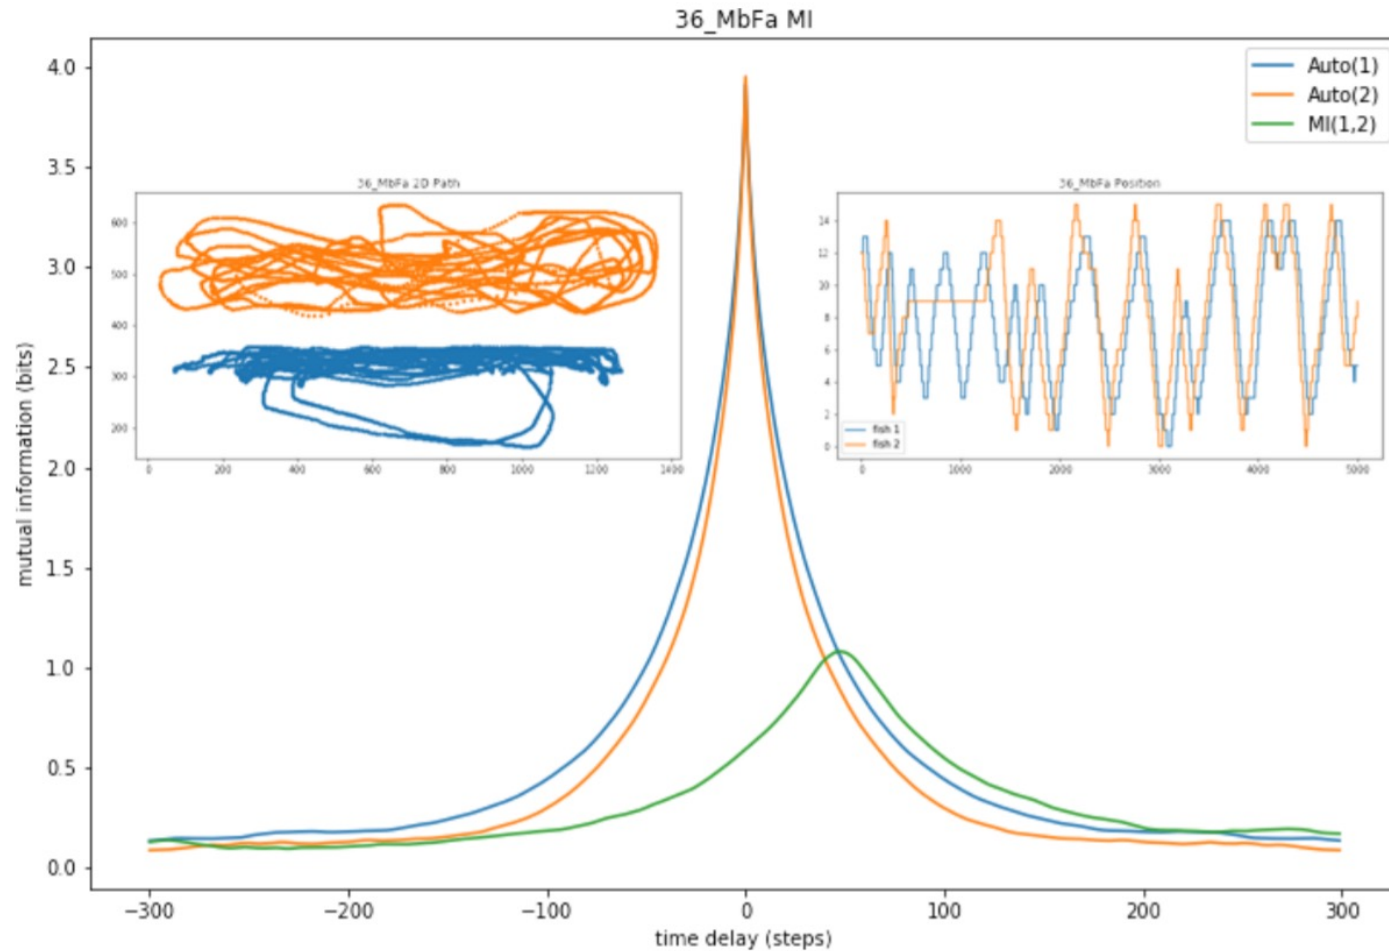 36_MbFa MI
Auto(1)
Auto(2)
MI(1,2)
mutual information (bits)
4.0
3.5
3.0
2.5
2.0
1.5
1.0
0.5
0.0
36_MbFa 2D Path
600
500
400
300
200
0 200 400 600 800 1000 1200 1400
36_MbFa Position
14
12
10
8
6
4
2
0
fish 1
fish 2
0 1000 2000 3000 4000 5000
−300 −200 −100 0 100 200 300
time delay (steps)